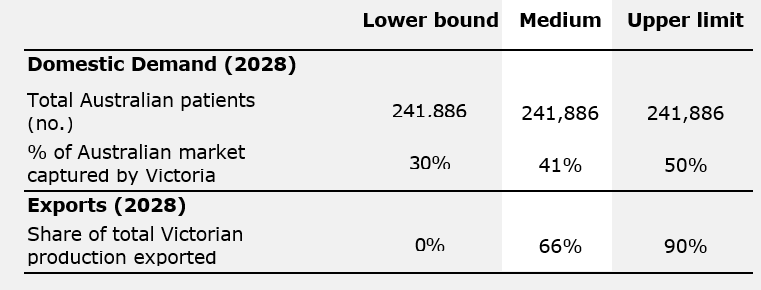 Lower bound Medium Upper limit
Domestic Demand (2028)
Total Australian patients
(no.)
241.886 241,886 241,886
% of Australian market
captured by Victoria
30% 41% 50%
Exports (2028)
Share of total Victorian
production exported
0% 66% 90%